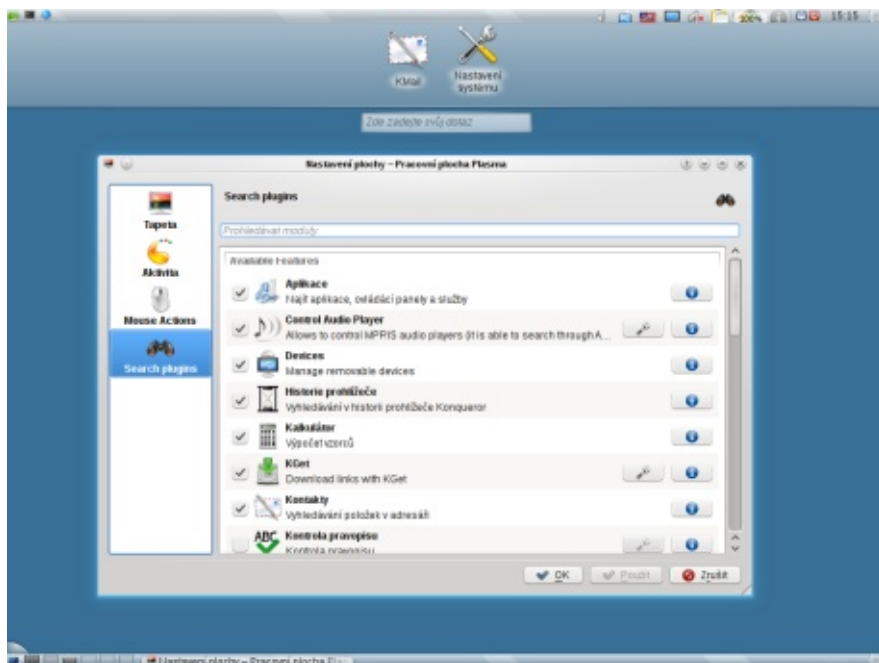 100%
15:15
KMail
Nastavení
systému
Zde zadejte svůj dotaz
Nastavení plochy – Pracovní plocha Plasma
Tapeta
Aktivita
Mouse Actions
Search plugins
Search plugins
Prohledávat moduly
Available Features
Aplikace
Najít aplikace, ovládací panely a služby
Control Audio Player
Allows to control MPRIS audio players (it is able to search through A...
Devices
Manage removable devices
Historie prohlížeče
Vyhledávání v historii prohlížeče Konqueror
Kalkulátor
Výpočet vzorců
KGet
Download links with KGet
Kontakty
Vyhledávání položek v adresáři
ABC
Kontrola pravopisu
Kontrola pravopisu
OK
Použít
Zrušit
Nastavení plochy – Pracovní plocha Pla